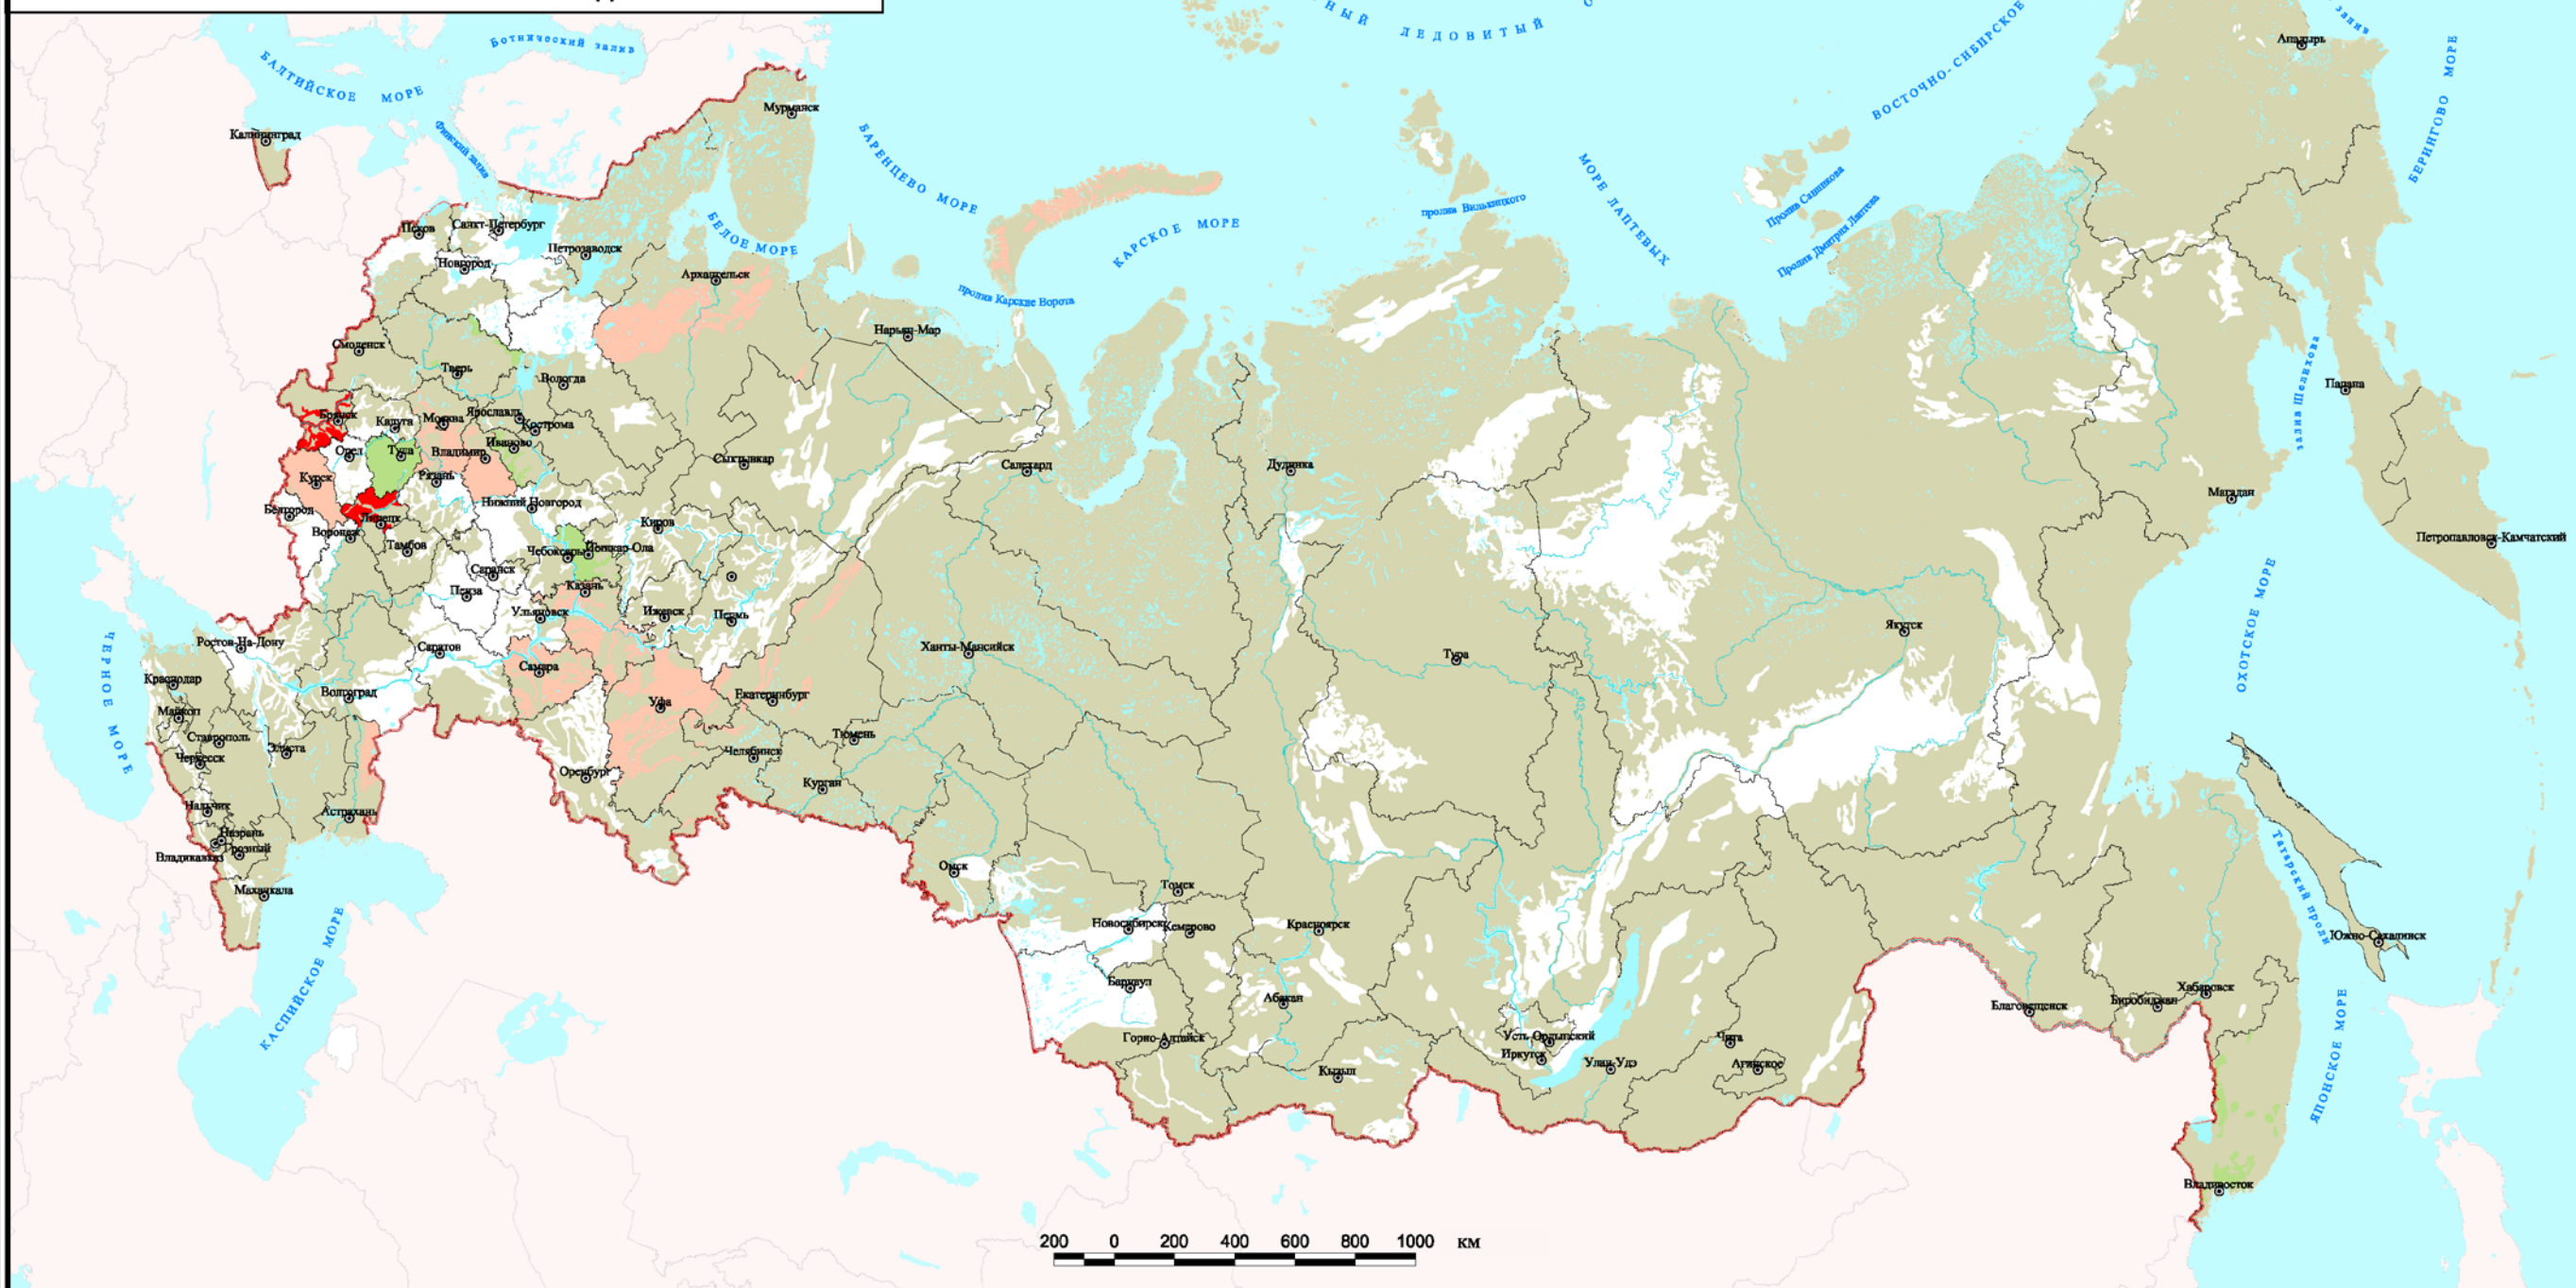 НЫЙ ЛЕДОВИТЫЙ
ВОСТОЧНО-СИБИРСКОЕ
залив
Анадырь
БЕРИНГОВО МОРЕ
Ботнический залив
БАЛТИЙСКОЕ МОРЕ
Финский залив
Калининград
Мурманск
БАРЕНЦЕВО МОРЕ
БЕЛОЕ МОРЕ
КАРСКОЕ МОРЕ
пролив Карские Ворота
пролив Вилькицкого
МОРЕ ЛАПТЕВЫХ
Пролив Санникова
Пролив Дмитрия Лаптева
Псков
Санкт-Петербург
Новгород
Петрозаводск
Архангельск
Нарьян-Мар
Смоленск
Тверь
Вологда
залив Шелихова
Палана
Брянск
Калуга
Москва
Ярославль
Кострома
Иваново
Орел
Тула
Владимир
Рязань
Курск
Сыктывкар
Салехард
Дудинка
Магадан
Белгород
Нижний Новгород
Липецк
Воронеж
Киров
Тамбов
Чебоксары
Йошкар-Ола
Петропавловск-Камчатский
Саранск
Пенза
Казань
Ульяновск
Ижевск
Пермь
ОХОТСКОЕ МОРЕ
Якутск
ЧЕРНОЕ МОРЕ
Ростов-На-Дону
Саратов
Самара
Ханты-Мансийск
Тура
Краснодар
Волгоград
Уфа
Екатеринбург
Майкоп
Ставрополь
Элиста
Черкесск
Тюмень
Челябинск
Оренбург
Курган
Нальчик
Астрахань
Назрань
Владикавказ
Грозный
Махачкала
КАСПИЙСКОЕ МОРЕ
Омск
Томск
Новосибирск
Кемерово
Красноярск
Татарский проли
Южно-Сахалинск
Барнаул
Абакан
Хабаровск
Биробиджан
Благовещенск
Горно-Алтайск
Усть-Ордынский
Иркутск
Улан-Удэ
Чита
Агинское
Кызыл
ЯПОНСКОЕ МОРЕ
Владивосток
200 0 200 400 600 800 1000 км